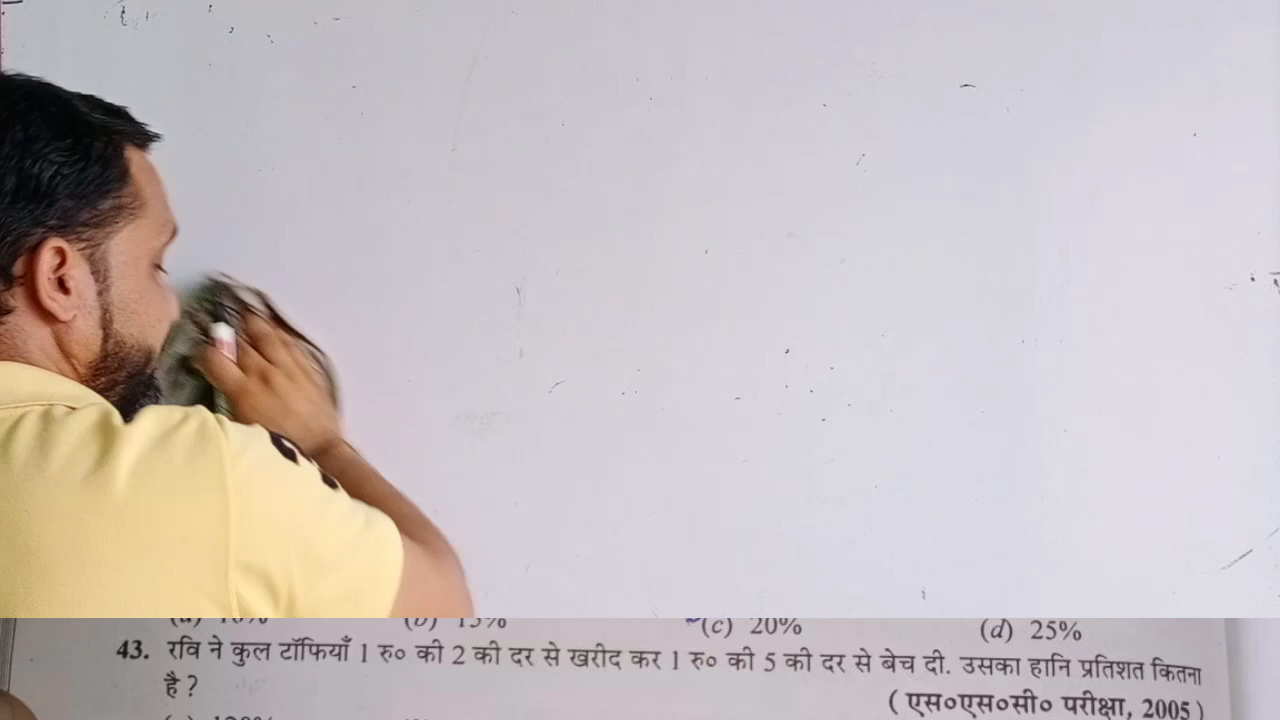 (c) 20% (d) 25%
43. रवि ने कुल टॉफियाँ 1 रु० की 2 की दर से खरीद कर 1 रु० की 5 की दर से बेच दी. उसका हानि प्रतिशत कितना
है ?
( एस०एस०सी० परीक्षा, 2005 )